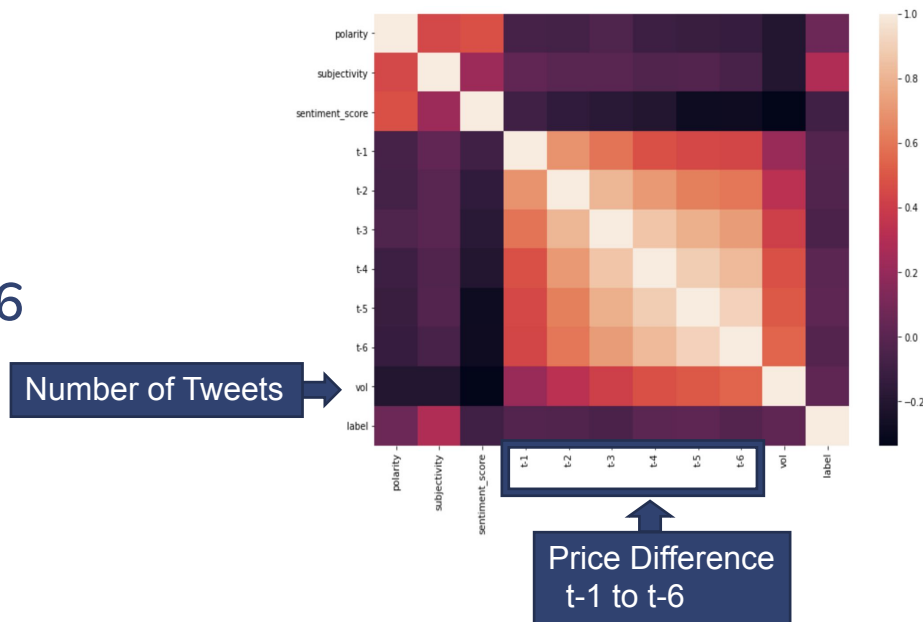 polarity
subjectivity
sentiment_score
t-1
t-2
t-3
t-4
t-5
t-6
vol
label
polarity
subjectivity
sentiment_score
t-1
t-2
t-3
t-4
t-5
t-6
vol
label
1.0
0.8
0.6
0.4
0.2
0.0
-0.2
6
Number of Tweets
Price Difference
t-1 to t-6